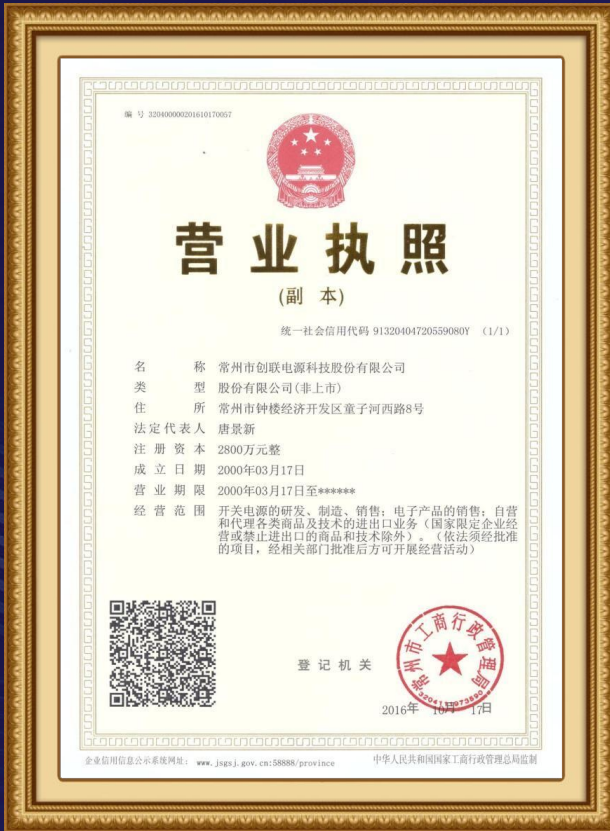 编 号 320400000201610170057
营业执照
(副 本)
统一社会信用代码 91320404720559080Y (1/1)
名 称 常州市创联电源科技股份有限公司
类 型 股份有限公司(非上市)
住 所 常州市钟楼经济开发区童子河西路8号
法定代表人 唐景新
注册资本 2800万元整
成立日期 2000年03月17日
营业期限 2000年03月17日至******
经营范围 开关电源的研发、制造、销售；电子产品的销售；自营
和代理各类商品及技术的进出口业务（国家限定企业经
营或禁止进出口的商品和技术除外）。（依法须经批准
的项目，经相关部门批准后方可开展经营活动）
登记机关
常州市工商行政管理局
2016年 10月 17日
企业信用信息公示系统网址： www.jsgsj.gov.cn:58888/province
中华人民共和国国家工商行政管理总局监制